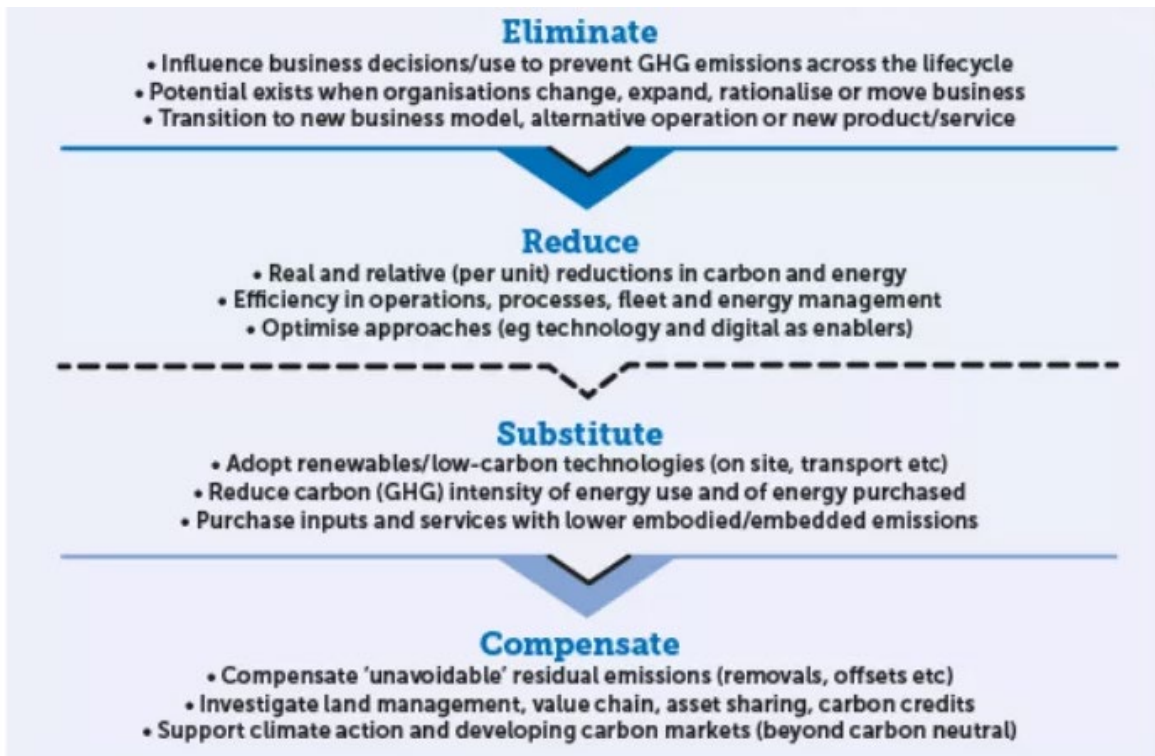 Eliminate
• Influence business decisions/use to prevent GHG emissions across the lifecycle
• Potential exists when organisations change, expand, rationalise or move business
• Transition to new business model, alternative operation or new product/service
Reduce
• Real and relative (per unit) reductions in carbon and energy
• Efficiency in operations, processes, fleet and energy management
• Optimise approaches (eg technology and digital as enablers)
Substitute
• Adopt renewables/low-carbon technologies (on site, transport etc)
• Reduce carbon (GHG) intensity of energy use and of energy purchased
• Purchase inputs and services with lower embodied/embedded emissions
Compensate
• Compensate 'unavoidable' residual emissions (removals, offsets etc)
• Investigate land management, value chain, asset sharing, carbon credits
• Support climate action and developing carbon markets (beyond carbon neutral)